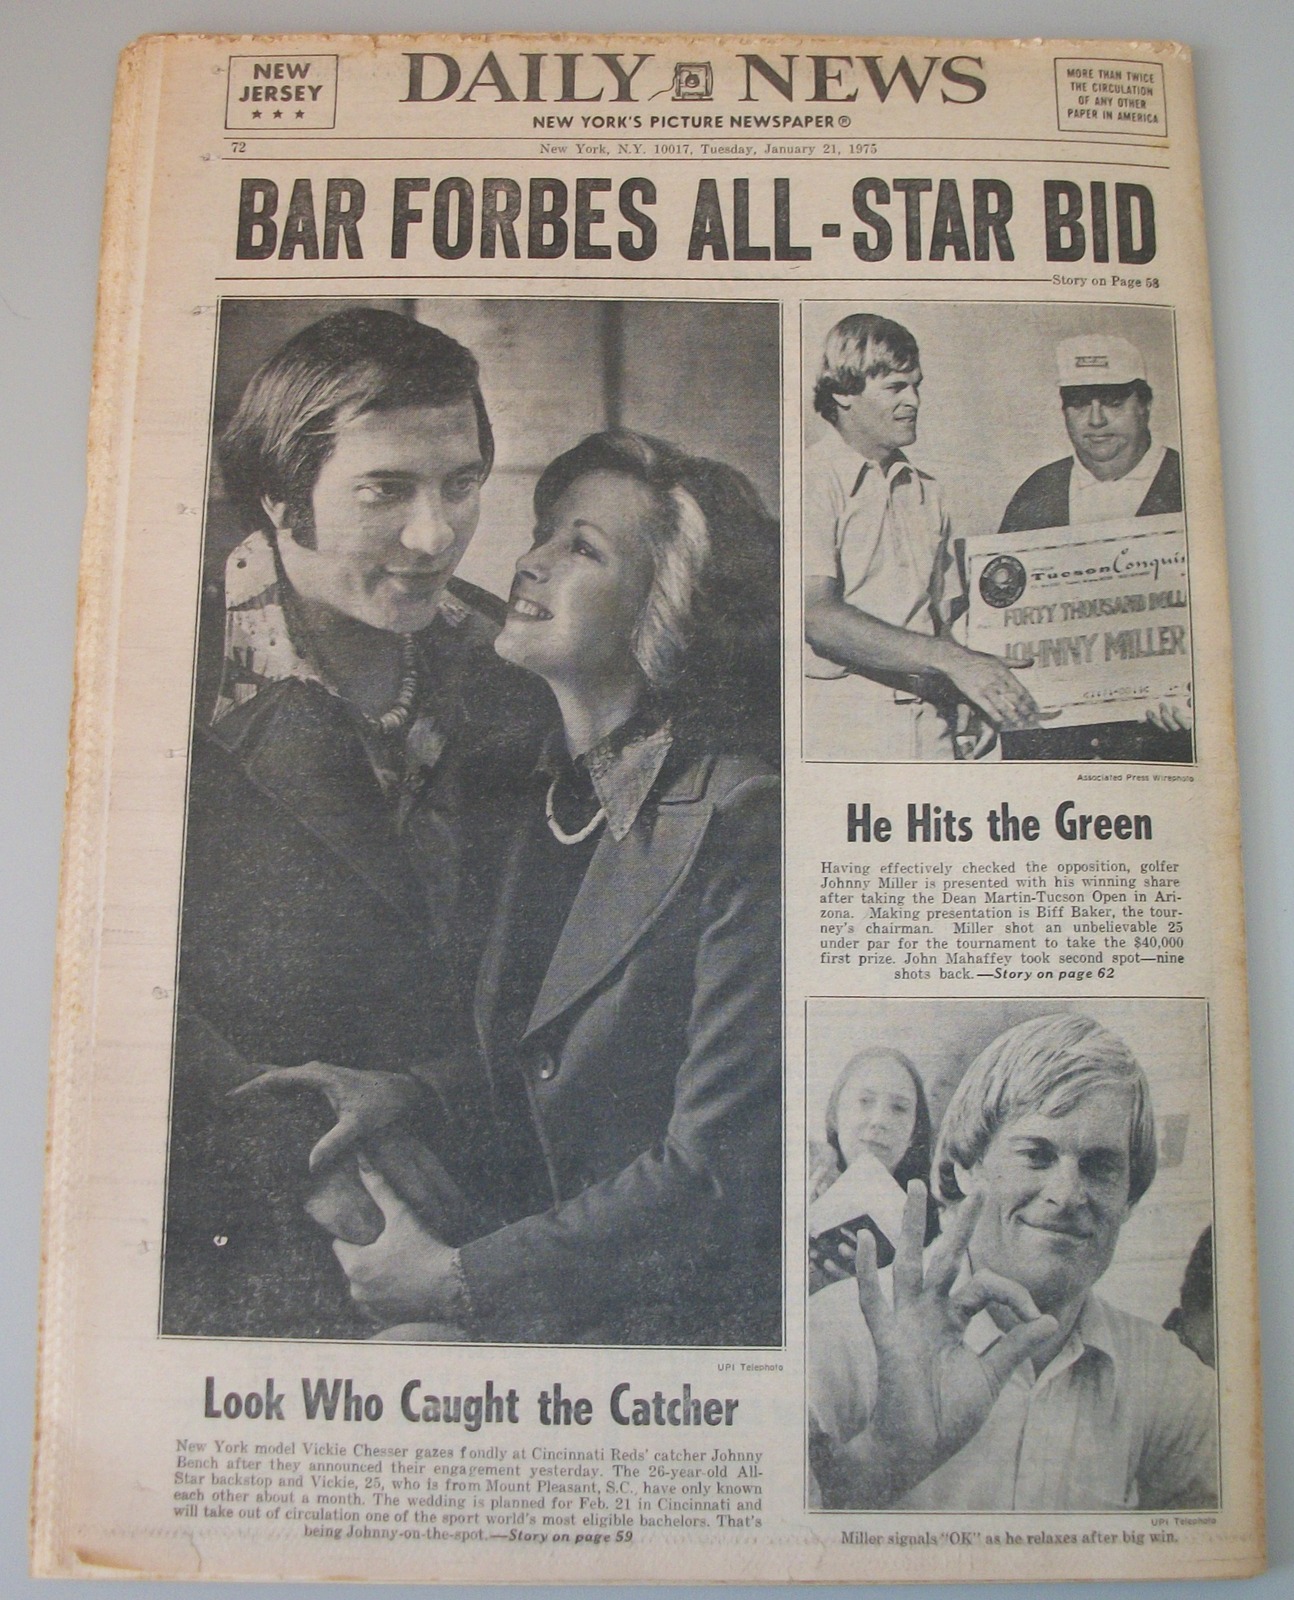 NEW
JERSEY
★ ★ ★
DAILY NEWS
NEW YORK'S PICTURE NEWSPAPER®
MORE THAN TWICE
THE CIRCULATION
OF ANY OTHER
PAPER IN AMERICA
72
New York, N.Y. 10017, Tuesday, January 21, 1975
BAR FORBES ALL-STAR BID
Story on Page 58
Tucson Conquis
FORTY THOUSAND DOLL
JOHNNY MILLER
Associated Press Wirephoto
He Hits the Green
Having effectively checked the opposition, golfer
Johnny Miller is presented with his winning share
after taking the Dean Martin-Tucson Open in Ari-
zona. Making presentation is Biff Baker, the tour-
ney's chairman. Miller shot an unbelievable 25
under par for the tournament to take the $40,000
first prize. John Mahaffey took second spot—nine
shots back.—Story on page 62
UPI Telephoto
Look Who Caught the Catcher
New York model Vickie Chesser gazes fondly at Cincinnati Reds' catcher Johnny
Bench after they announced their engagement yesterday. The 26-year-old All-
Star backstop and Vickie, 25, who is from Mount Pleasant, S.C., have only known
each other about a month. The wedding is planned for Feb. 21 in Cincinnati and
will take out of circulation one of the sport world's most eligible bachelors. That's
being Johnny-on-the-spot.—Story on page 59
UPI Telephoto
Miller signals "OK" as he relaxes after big win.